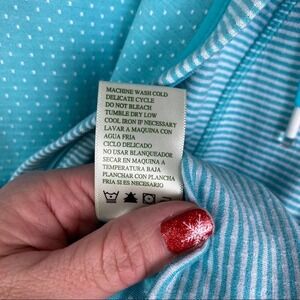 MACHINE WASH COLD
DELICATE CYCLE
DO NOT BLEACH
TUMBLE DRY LOW
COOL IRON IF NECESSARY
LAVAR A MAQUINA CON
AGUA FRIA
CICLO DELICADO
NO USAR BLANQUEADOR
SECAR EN MAQUINA A
TEMPERATURA BAJA
PLANCHAR CON PLANCHA
FRIA SI ES NECESARIO